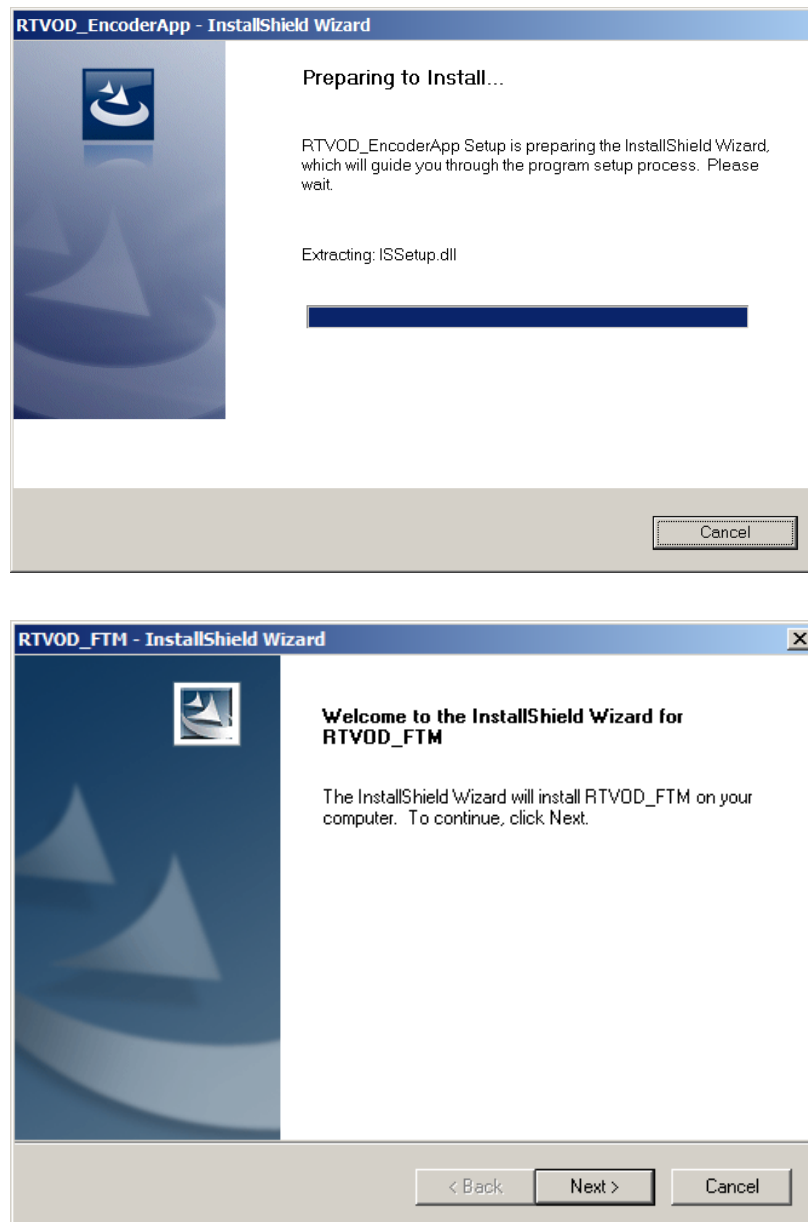 RTVOD_EncoderApp - InstallShield Wizard
Preparing to Install...
RTVOD_EncoderApp Setup is preparing the InstallShield Wizard,
which will guide you through the program setup process.  Please
wait.
Extracting: ISSetup.dll
Cancel
RTVOD_FTM - InstallShield Wizard
Welcome to the InstallShield Wizard for
RTVOD_FTM
The InstallShield Wizard will install RTVOD_FTM on your
computer.  To continue, click Next.
< Back Next > Cancel